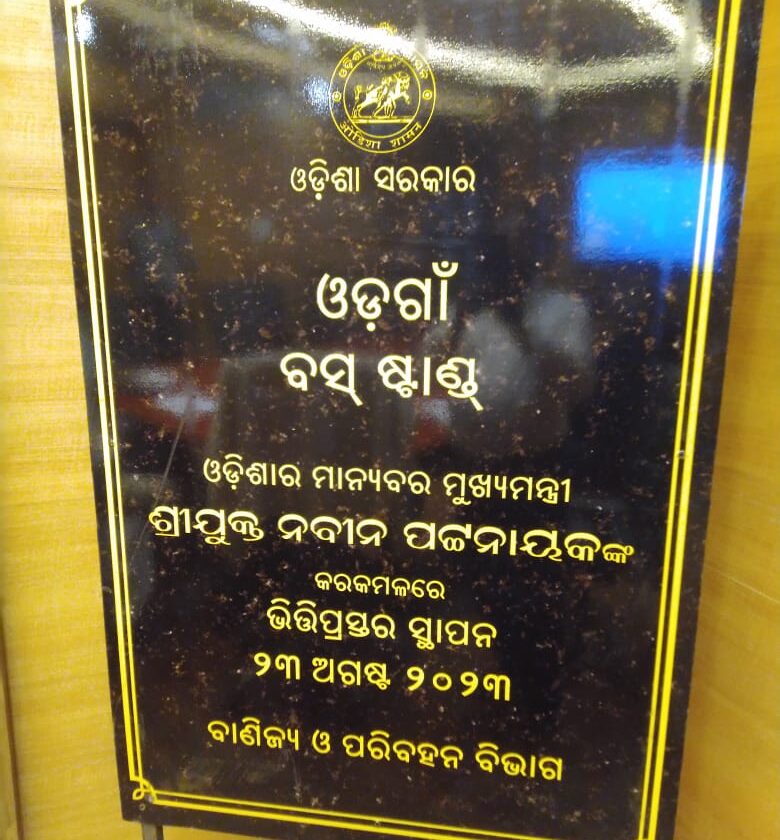 ଓଡ଼ିଶା ସରକାର
ଓଡ଼ଗାଁ
ବସ୍ ଷ୍ଟାଣ୍ଡ୍
ଓଡ଼ିଶାର ମାନ୍ୟବର ମୁଖ୍ୟମନ୍ତ୍ରୀ
ଶ୍ରୀଯୁକ୍ତ ନବୀନ ପଟ୍ଟନାୟକଙ୍କ
କରକମଳରେ
ଭିତ୍ତିପ୍ରସ୍ତର ସ୍ଥାପନ
୨୩ ଅଗଷ୍ଟ ୨୦୨୩
ବାଣିଜ୍ୟ ଓ ପରିବହନ ବିଭାଗ